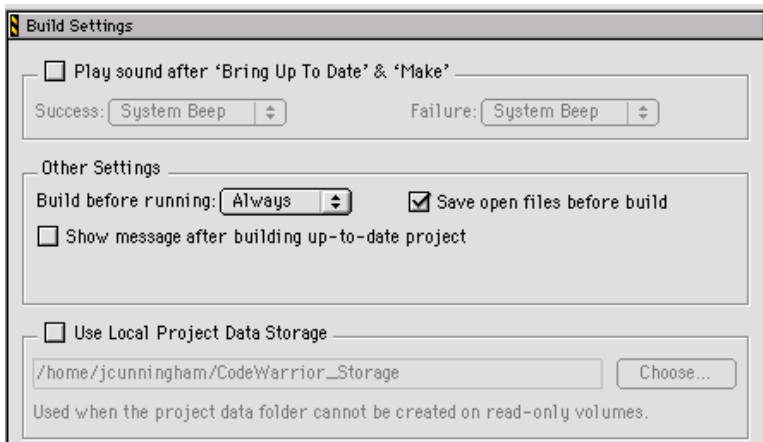 Build Settings
Play sound after ‘Bring Up To Date’ & ‘Make’
Success: System Beep Failure: System Beep
Other Settings
Build before running: Always Save open files before build
Show message after building up-to-date project
Use Local Project Data Storage
/home/jcunningham/CodeWarrior_Storage Choose...
Used when the project data folder cannot be created on read-only volumes.